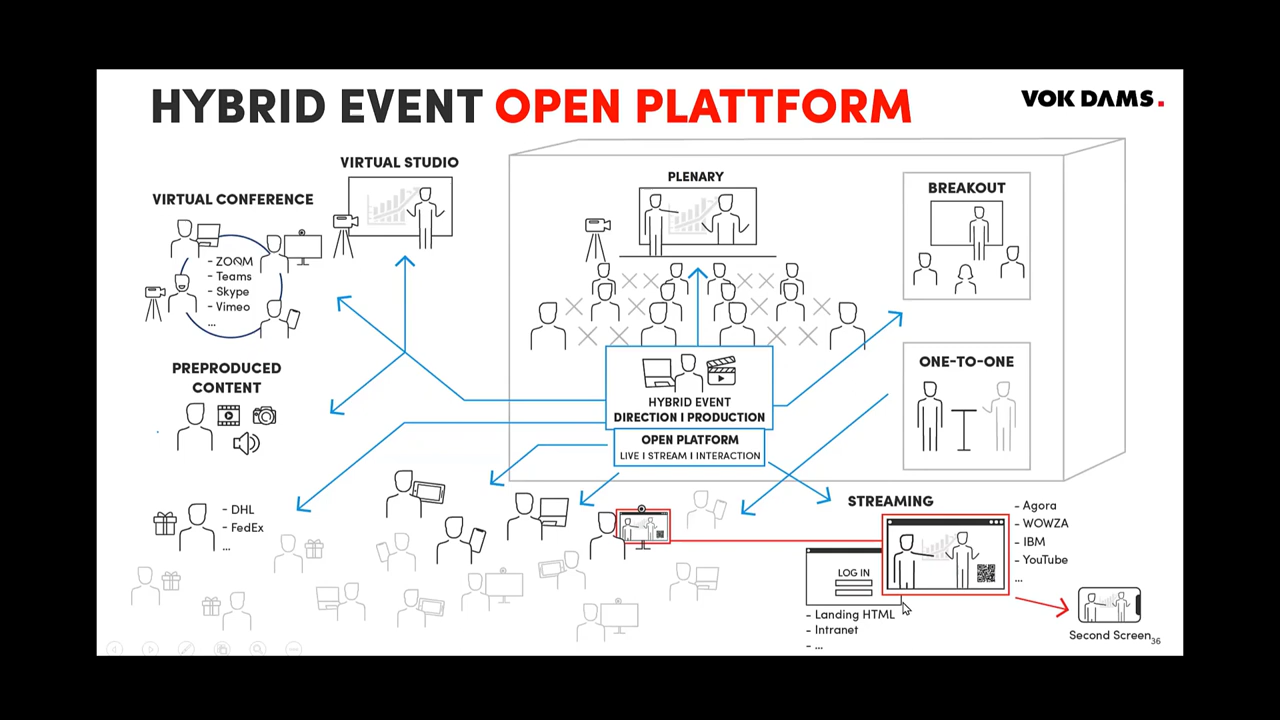 HYBRID EVENT OPEN PLATTFORM
VOK DAMS.
VIRTUAL STUDIO
VIRTUAL CONFERENCE
- ZOOM
- Teams
- Skype
- Vimeo
...
PREPRODUCED
CONTENT
- DHL
- FedEx
...
PLENARY
BREAKOUT
ONE-TO-ONE
HYBRID EVENT
DIRECTION I PRODUCTION
OPEN PLATFORM
LIVE I STREAM I INTERACTION
STREAMING
- Agora
- WOWZA
- IBM
- YouTube
...
LOG IN
- Landing HTML
- Intranet
- ...
Second Screen
36